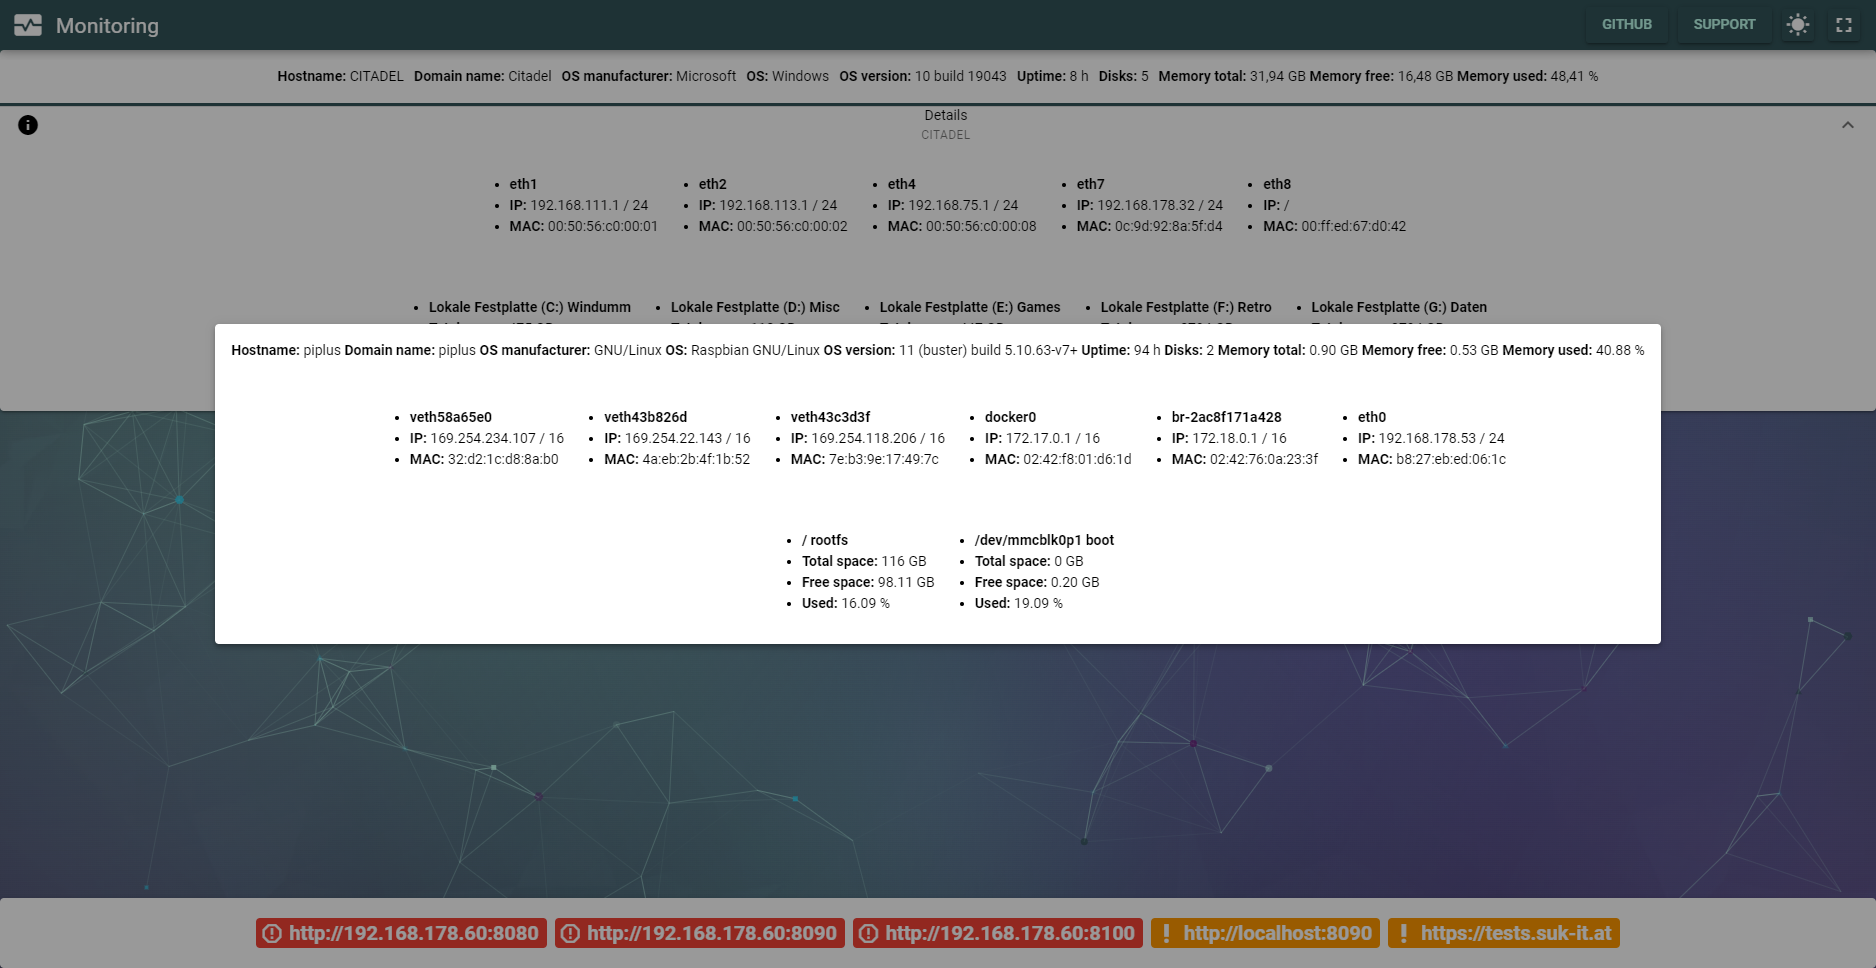 Monitoring
GITHUB SUPPORT
Hostname: CITADEL Domain name: Citadel OS manufacturer: Microsoft OS: Windows OS version: 10 build 19043 Uptime: 8 h Disks: 5 Memory total: 31,94 GB Memory free: 16,48 GB Memory used: 48,41 %
Details
CITADEL
eth1
IP: 192.168.111.1 / 24
MAC: 00:50:56:c0:00:01
eth2
IP: 192.168.113.1 / 24
MAC: 00:50:56:c0:00:02
eth4
IP: 192.168.75.1 / 24
MAC: 00:50:56:c0:00:08
eth7
IP: 192.168.178.32 / 24
MAC: 0c:9d:92:8a:5f:d4
eth8
IP: /
MAC: 00:ff:ed:67:d0:42
Lokale Festplatte (C:) Windumm
Lokale Festplatte (D:) Misc
Lokale Festplatte (E:) Games
Lokale Festplatte (F:) Retro
Lokale Festplatte (G:) Daten
Hostname: piplus Domain name: piplus OS manufacturer: GNU/Linux OS: Raspbian GNU/Linux OS version: 11 (buster) build 5.10.63-v7+ Uptime: 94 h Disks: 2 Memory total: 0.90 GB Memory free: 0.53 GB Memory used: 40.88 %
veth58a65e0
IP: 169.254.234.107 / 16
MAC: 32:d2:1c:d8:8a:b0
veth43b826d
IP: 169.254.22.143 / 16
MAC: 4a:eb:2b:4f:1b:52
veth43c3d3f
IP: 169.254.118.206 / 16
MAC: 7e:b3:9e:17:49:7c
docker0
IP: 172.17.0.1 / 16
MAC: 02:42:f8:01:d6:1d
br-2ac8f171a428
IP: 172.18.0.1 / 16
MAC: 02:42:76:0a:23:3f
eth0
IP: 192.168.178.53 / 24
MAC: b8:27:eb:ed:06:1c
/ rootfs
Total space: 116 GB
Free space: 98.11 GB
Used: 16.09 %
/dev/mmcblk0p1 boot
Total space: 0 GB
Free space: 0.20 GB
Used: 19.09 %
http://192.168.178.60:8080 http://192.168.178.60:8090 http://192.168.178.60:8100 http://localhost:8090 https://tests.suk-it.at